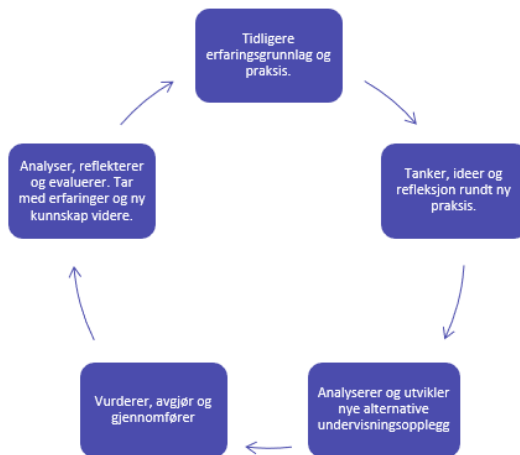 Tidligere
erfaringsgrunnlag og
praksis.
Tanker, ideer og
refleksjon rundt ny
praksis.
Analyserer og utvikler
nye alternative
undervisningsopplegg
Vurderer, avgjør og
gjennomfører
Analyser, reflekterer
og evaluerer. Tar
med erfaringer og ny
kunnskap videre.